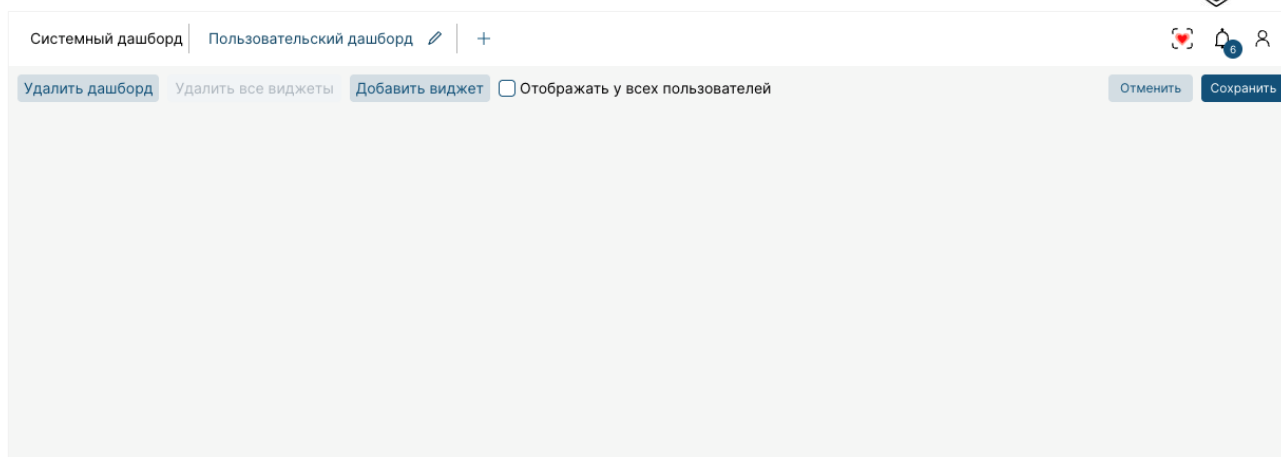 Системный дашборд Пользовательский дашборд +
6
Удалить дашборд Удалить все виджеты Добавить виджет Отображать у всех пользователей Отменить Сохранить